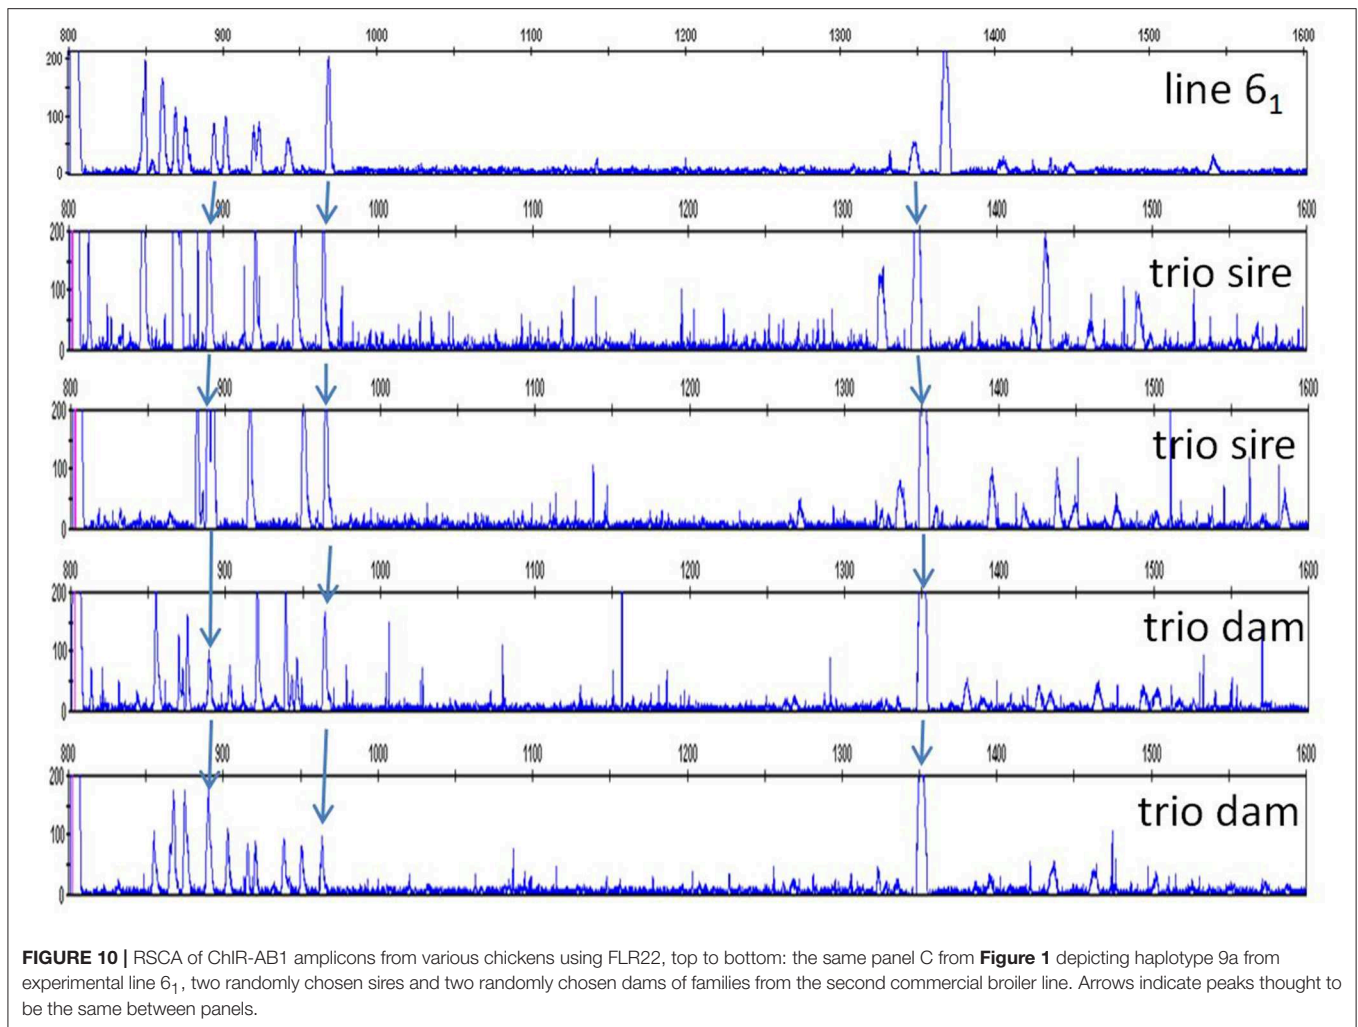 800 900 1000 1100 1200 1300 1400 1500 1600
200
line 6₁
100
0
800 900 1000 1100 1200 1300 1400 1500 1600
200
trio sire
100
0
800 900 1000 1100 1200 1300 1400 1500 1600
200
trio sire
100
0
800 900 1000 1100 1200 1300 1400 1500 1600
200
trio dam
100
0
800 900 1000 1100 1200 1300 1400 1500 1600
200
trio dam
100
0
FIGURE 10 | RSCA of ChIR-AB1 amplicons from various chickens using FLR22, top to bottom: the same panel C from Figure 1 depicting haplotype 9a from
experimental line 6₁, two randomly chosen sires and two randomly chosen dams of families from the second commercial broiler line. Arrows indicate peaks thought to
be the same between panels.